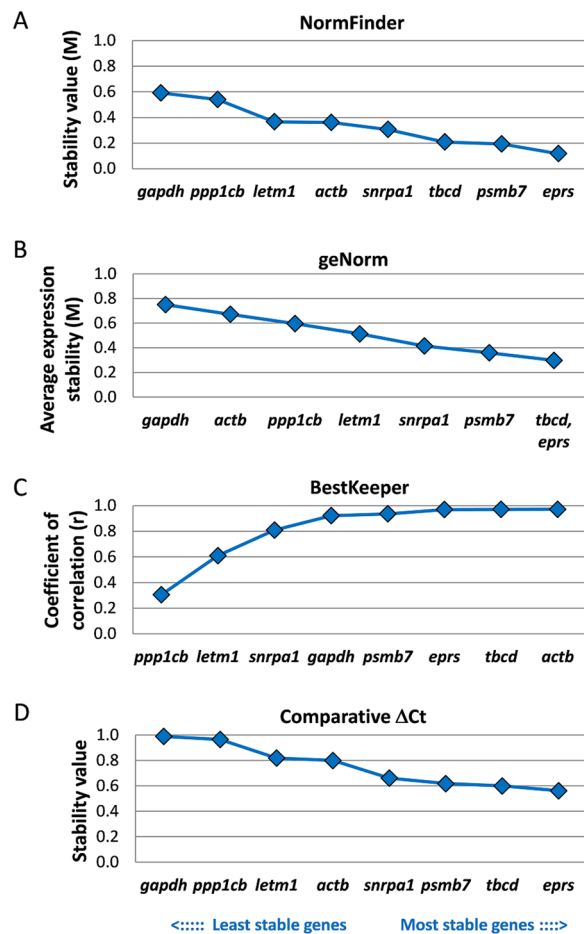 A
NormFinder
Stability value (M)
1.0
0.8
0.6
0.4
0.2
0.0
gapdh ppp1cb letm1 actb snrpa1 tbcd psmb7 eprs
B
geNorm
Average expression
stability (M)
1.0
0.8
0.6
0.4
0.2
0.0
gapdh actb ppp1cb letm1 snrpa1 psmb7 tbcd,
eprs
C
BestKeeper
Coefficient of
correlation (r)
1.0
0.8
0.6
0.4
0.2
0.0
ppp1cb letm1 snrpa1 gapdh psmb7 eprs tbcd actb
D
Comparative ΔCt
Stability value
1.0
0.8
0.6
0.4
0.2
0.0
gapdh ppp1cb letm1 actb snrpa1 psmb7 tbcd eprs
<::::: Least stable genes Most stable genes ::::>